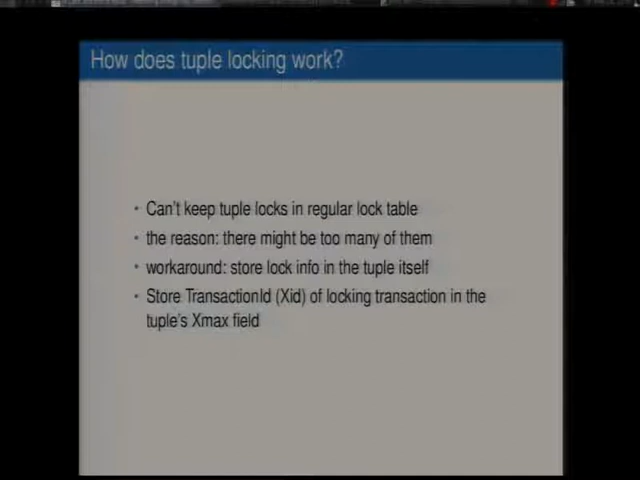 How does tuple locking work?
• Can't keep tuple locks in regular lock table
• the reason: there might be too many of them
• workaround: store lock info in the tuple itself
• Store TransactionId (Xid) of locking transaction in the
tuple's Xmax field